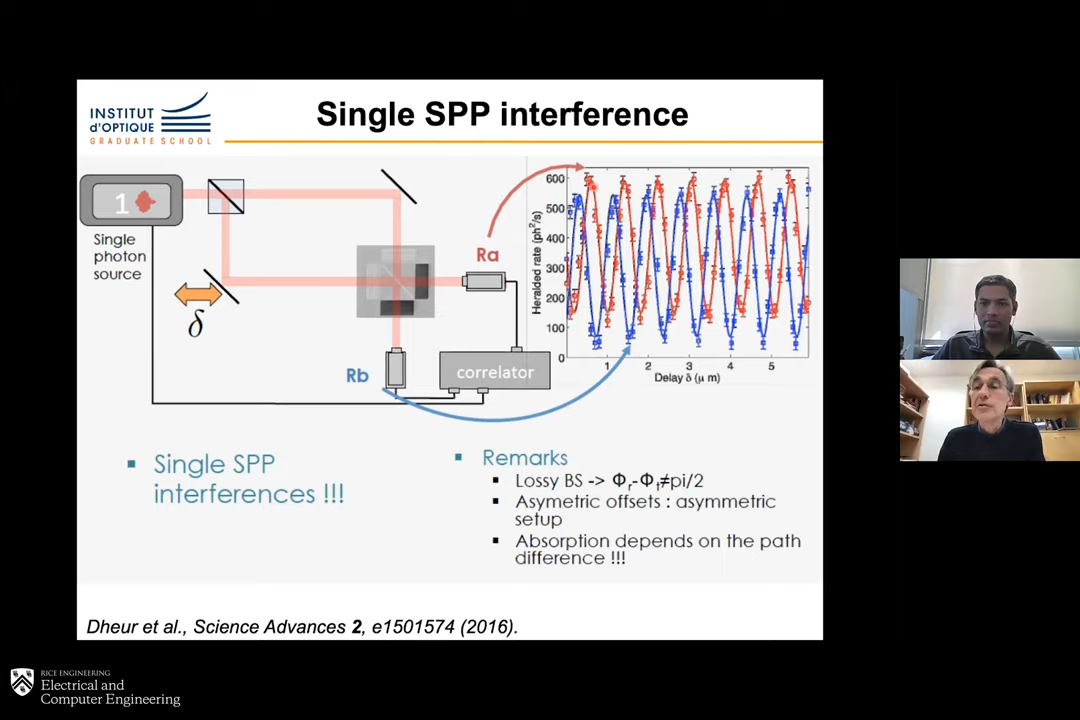 INSTITUT
d'OPTIQUE
GRADUATE SCHOOL
Single SPP interference
1
Single
photon
source
δ
Ra
Rb
correlator
Heralded rate (ph²/s)
600
500
400
300
200
100
0
1 2 3 4 5
Delay δ (μ m)
Single SPP
interferences !!!
Remarks
Lossy BS -> Φr-Φt≠pi/2
Asymetric offsets : asymmetric
setup
Absorption depends on the path
difference !!!
Dheur et al., Science Advances 2, e1501574 (2016).
RICE ENGINEERING
Electrical and
Computer Engineering